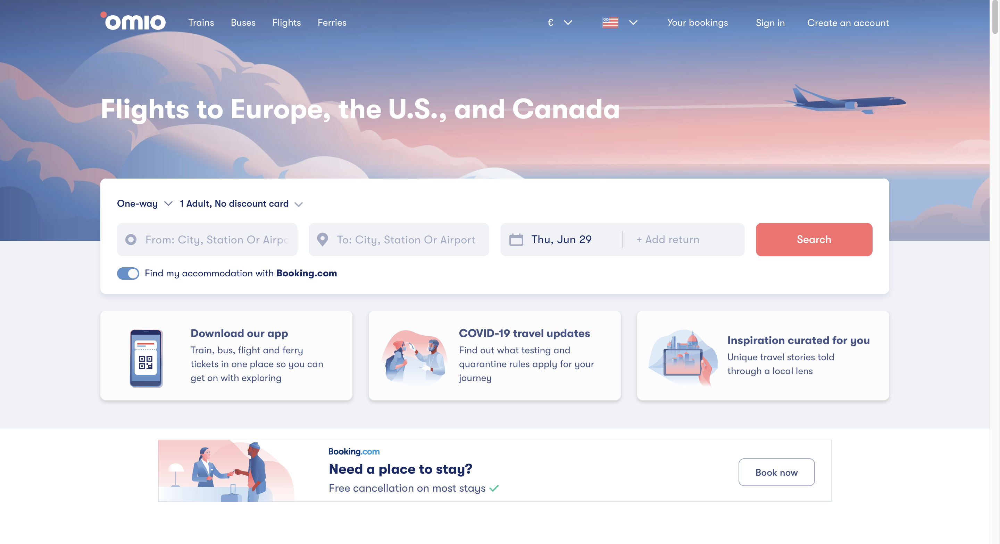 omio Trains Buses Flights Ferries € Your bookings Sign in Create an account
Flights to Europe, the U.S., and Canada
One-way 1 Adult, No discount card
From: City, Station Or Airpo To: City, Station Or Airport Thu, Jun 29 + Add return Search
Find my accommodation with Booking.com
Download our app
Train, bus, flight and ferry
tickets in one place so you can
get on with exploring
COVID-19 travel updates
Find out what testing and
quarantine rules apply for your
journey
Inspiration curated for you
Unique travel stories told
through a local lens
Booking.com
Need a place to stay?
Free cancellation on most stays
Book now